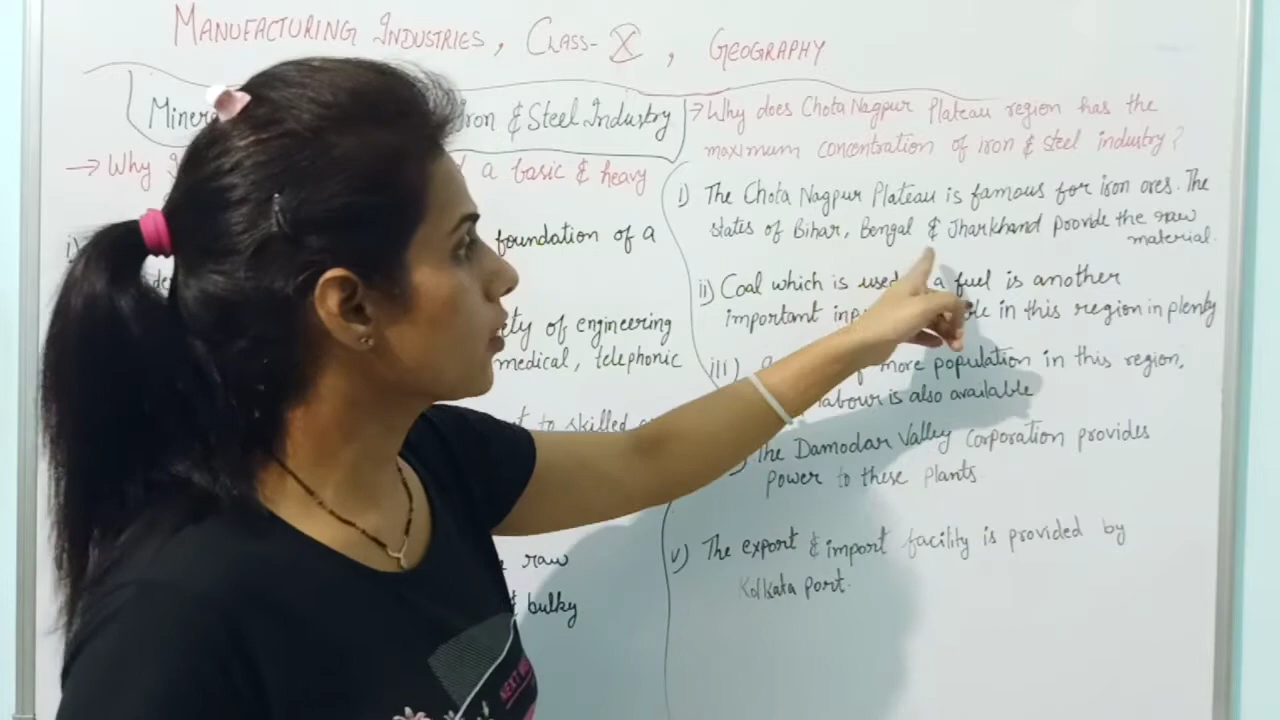 MANUFACTURING INDUSTRIES, CLASS-X, GEOGRAPHY
Iron & Steel Industry
→ Why
a basic & heavy
i)
foundation of a
of engineering
medical, telephonic
to skilled
raw
& bulky
→ Why does Chota Nagpur Plateau region has the
maximum concentration of iron & steel industry?
i) The Chota Nagpur Plateau is famous for iron ores. The
states of Bihar, Bengal & Jharkhand provide the raw
material.
ii) Coal which is used a fuel is another
important in this region in plenty
iii) more population in this region,
labour is also available
The Damodar Valley Corporation provides
power to these plants.
v) The export & import facility is provided by
Kolkata port.
NEXT